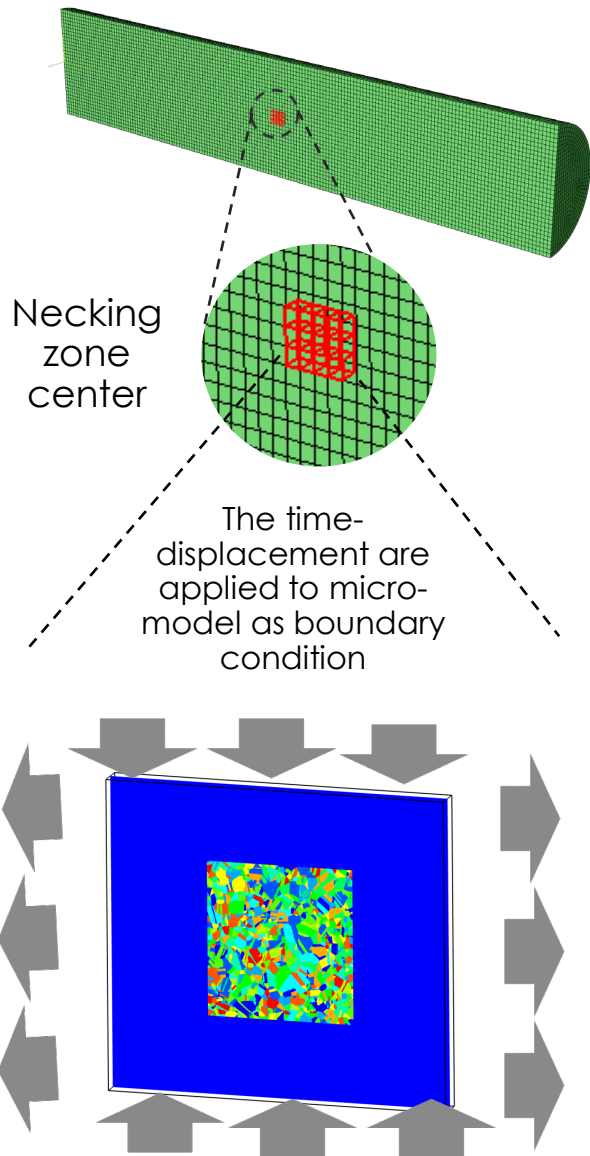 Necking
zone
center
The time-
displacement are
applied to micro-
model as boundary
condition